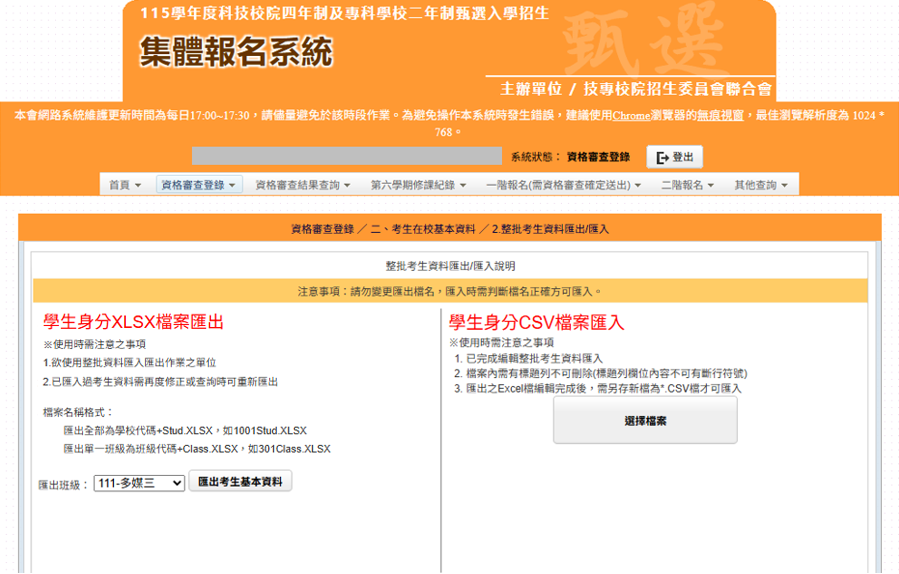 115學年度科技校院四年制及專科學校二年制甄選入學招生
甄選
集體報名系統
主辦單位 / 技專校院招生委員會聯合會
本會網路系統維護更新時間為每日17:00~17:30，請儘量避免於該時段作業。為避免操作本系統時發生錯誤，建議使用Chrome瀏覽器的無痕視窗，最佳瀏覽解析度為 1024 *
768。
系統狀態： 資格審查登錄 登出
首頁 資格審查登錄 資格審查結果查詢 第六學期修課紀錄 一階報名(需資格審查確定送出) 二階報名 其他查詢
資格審查登錄 ／ 二、考生在校基本資料 ／ 2.整批考生資料匯出/匯入
整批考生資料匯出/匯入說明
注意事項：請勿變更匯出檔名，匯入時需判斷檔名正確方可匯入。
學生身分XLSX檔案匯出
※使用時需注意之事項
1.欲使用整批資料匯入匯出作業之單位
2.已匯入過考生資料需再度修正或查詢時可重新匯出
檔案名稱格式：
匯出全部為學校代碼+Stud.XLSX，如1001Stud.XLSX
匯出單一班級為班級代碼+Class.XLSX，如301Class.XLSX
匯出班級： 111-多媒三 匯出考生基本資料
學生身分CSV檔案匯入
※使用時需注意之事項
1. 已完成編輯整批考生資料匯入
2. 檔案內需有標題列不可刪除(標題列欄位內容不可有斷行符號)
3. 匯出之Excel檔編輯完成後，需另存新檔為*.CSV檔才可匯入
選擇檔案